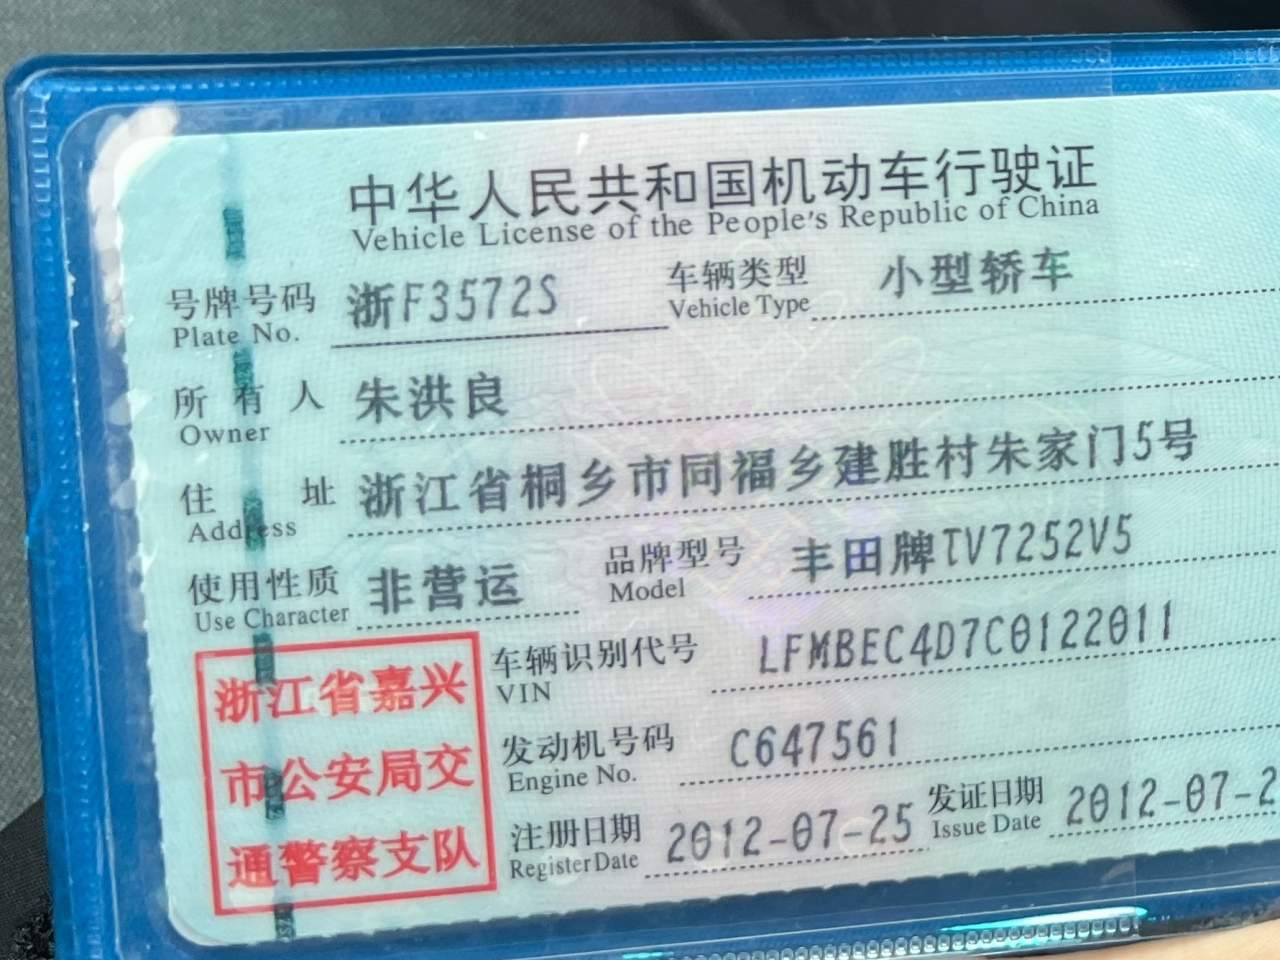 中华人民共和国机动车行驶证
Vehicle License of the People's Republic of China
号牌号码 浙F3572S 车辆类型 小型轿车
Plate No. Vehicle Type
所有人 朱洪良
Owner
住址 浙江省桐乡市同福乡建胜村朱家门5号
Address
使用性质 非营运 品牌型号 丰田牌TV7252V5
Use Character Model
车辆识别代号 LFMBEC4D7C0122011
VIN
发动机号码 C647561
Engine No.
注册日期 2012-07-25 发证日期 2012-07-2
Register Date Issue Date
浙江省嘉兴
市公安局交
通警察支队